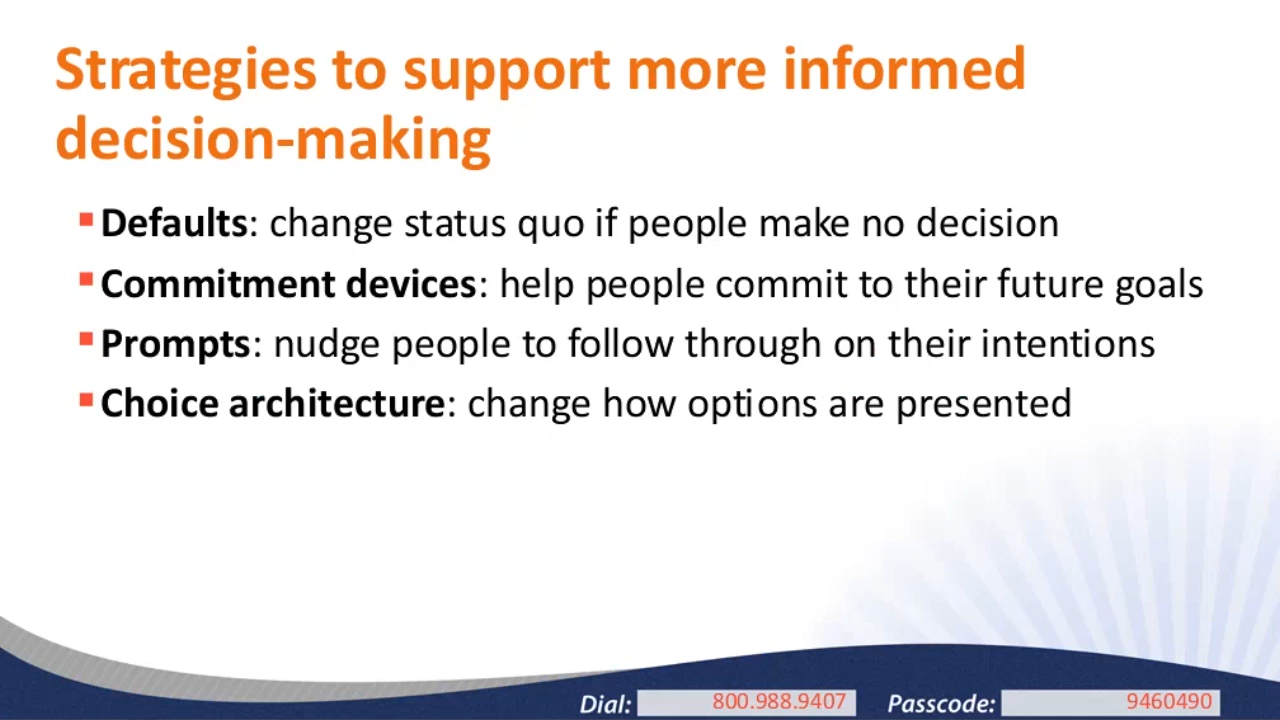 Strategies to support more informed
decision-making
▪Defaults: change status quo if people make no decision
▪Commitment devices: help people commit to their future goals
▪Prompts: nudge people to follow through on their intentions
▪Choice architecture: change how options are presented
Dial: 800.988.9407 Passcode: 9460490